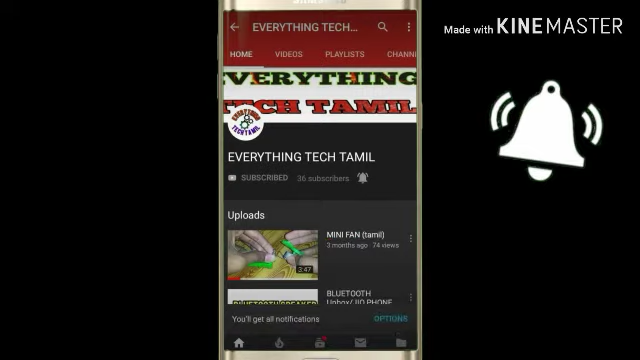 Made with KINEMASTER
EVERYTHING TECH...
HOME VIDEOS PLAYLISTS CHANN
EVERYTHING
TECH TAMIL
EVERYTHING TECH TAMIL
SUBSCRIBED 36 subscribers
Uploads
MINI FAN (tamil)
3 months ago 74 views
3:47
BLUETOOTH
Unbox/ JIO PHONE
BLUETOOTH SPEAKER
You'll get all notifications OPTIONS